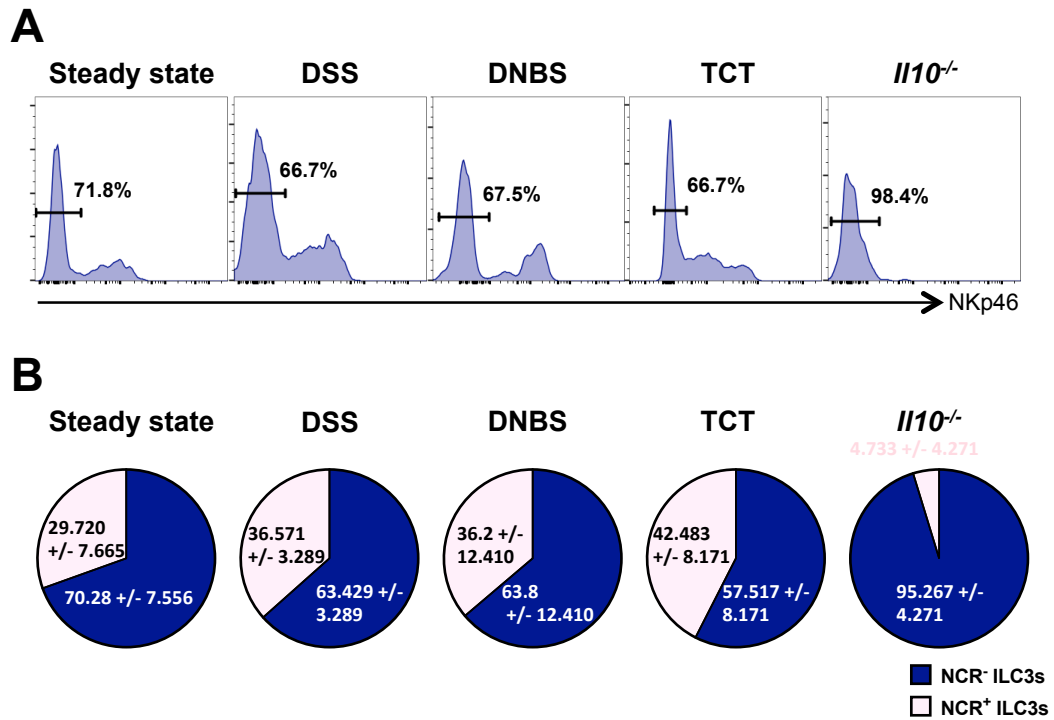 A
Steady state DSS DNBS TCT Il10-/-
71.8% 66.7% 67.5% 66.7% 98.4%
NKp46
B
Steady state DSS DNBS TCT Il10-/-
4.733 +/- 4.271
29.720
+/- 7.665
70.28 +/- 7.556
36.571
+/- 3.289
63.429 +/-
3.289
36.2 +/-
12.410
63.8
+/- 12.410
42.483
+/- 8.171
57.517 +/-
8.171
95.267 +/-
4.271
NCR- ILC3s
NCR+ ILC3s